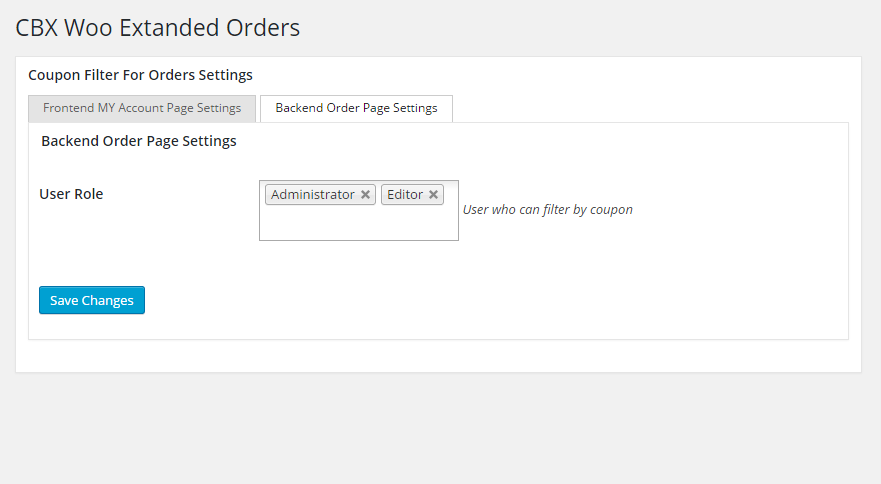 CBX Woo Extanded Orders
Coupon Filter For Orders Settings
Frontend MY Account Page Settings Backend Order Page Settings
Backend Order Page Settings
User Role Administrator Editor User who can filter by coupon
Save Changes